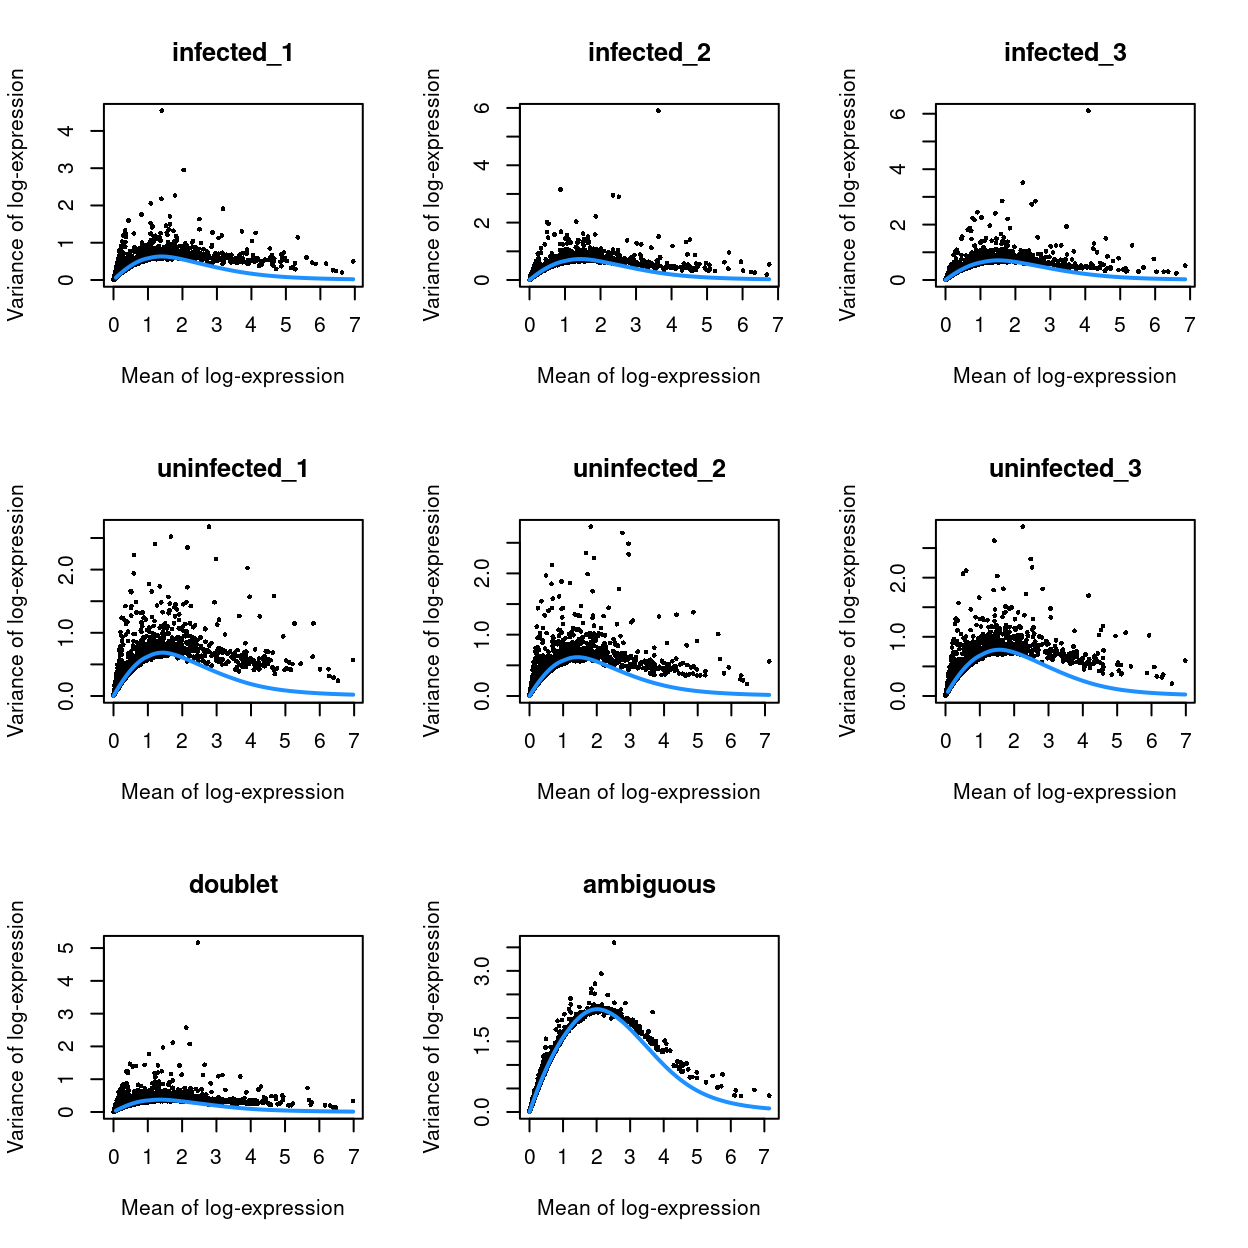 infected_1
Variance of log-expression
4
3
2
1
0
0 1 2 3 4 5 6 7
Mean of log-expression
infected_2
Variance of log-expression
6
4
2
0
0 1 2 3 4 5 6 7
Mean of log-expression
infected_3
Variance of log-expression
6
4
2
0
0 1 2 3 4 5 6 7
Mean of log-expression
uninfected_1
Variance of log-expression
2.0
1.0
0.0
0 1 2 3 4 5 6 7
Mean of log-expression
uninfected_2
Variance of log-expression
2.0
1.0
0.0
0 1 2 3 4 5 6 7
Mean of log-expression
uninfected_3
Variance of log-expression
2.0
1.0
0.0
0 1 2 3 4 5 6 7
Mean of log-expression
doublet
Variance of log-expression
5
4
3
2
1
0
0 1 2 3 4 5 6 7
Mean of log-expression
ambiguous
Variance of log-expression
3.0
1.5
0.0
0 1 2 3 4 5 6 7
Mean of log-expression